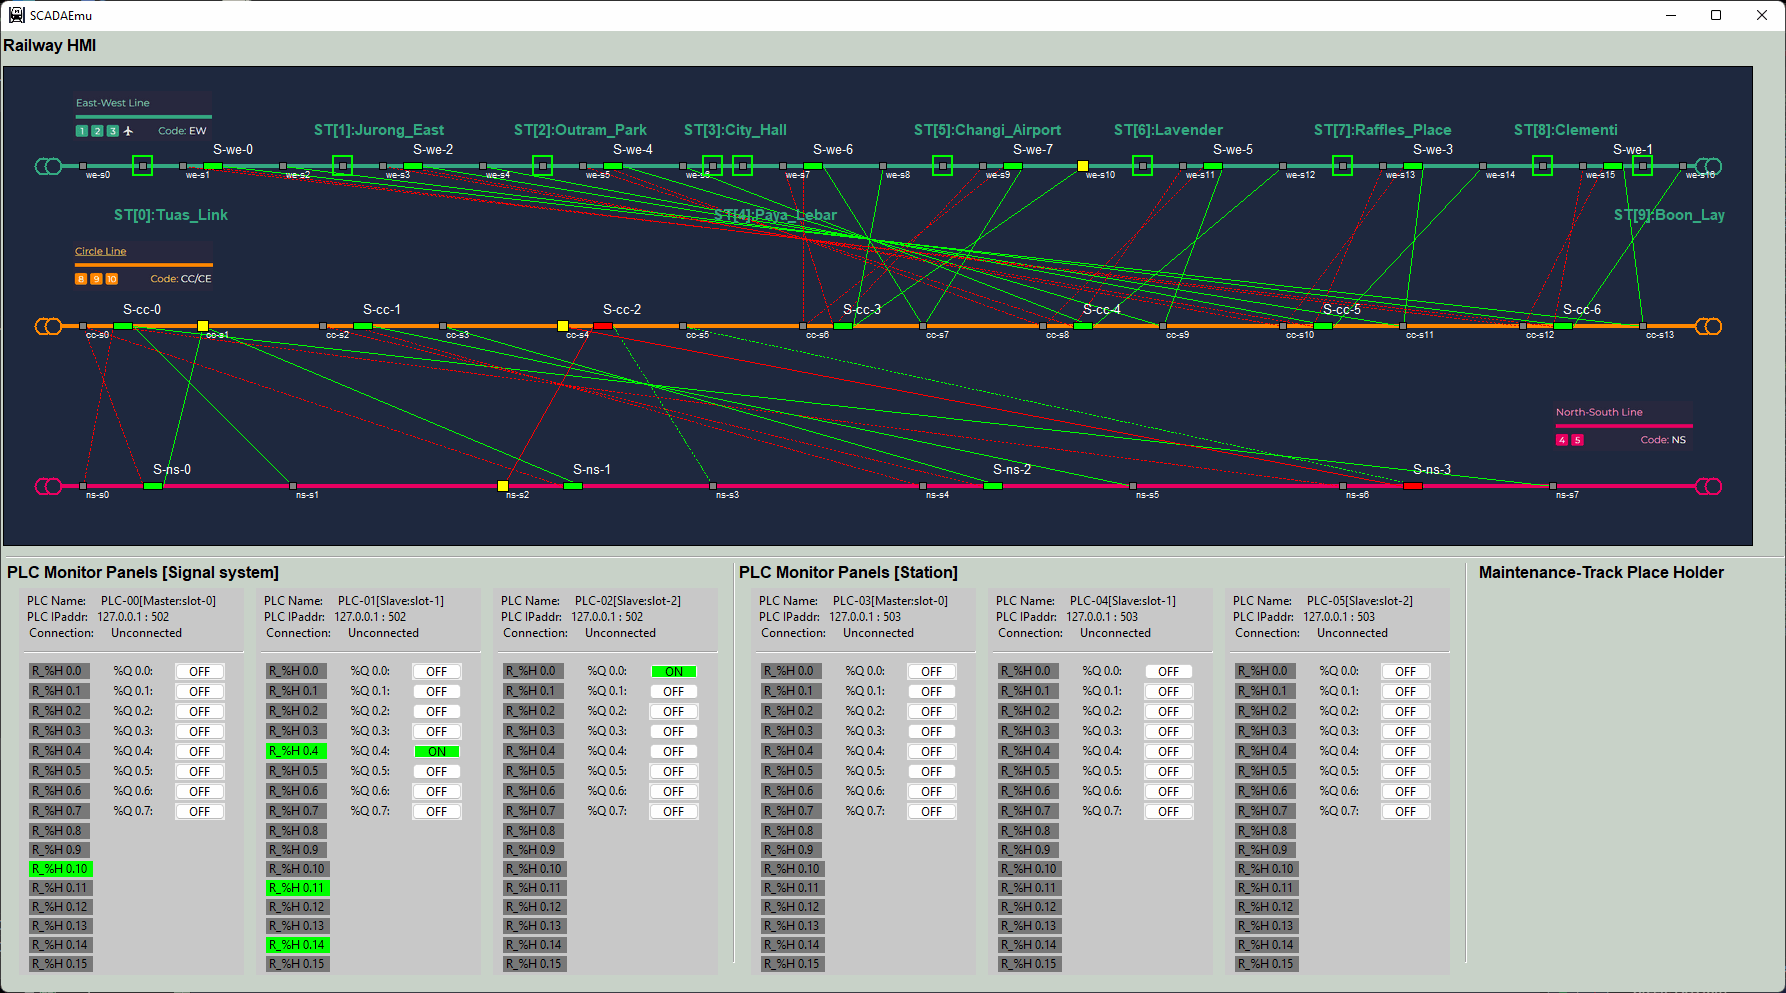 SCADAEmu
Railway HMI
East-West Line
1 2 3 Code: EW
ST[1]:Jurong_East ST[2]:Outram_Park ST[3]:City_Hall ST[5]:Changi_Airport ST[6]:Lavender ST[7]:Raffles_Place ST[8]:Clementi
S-we-0 S-we-2 S-we-4 S-we-6 S-we-7 S-we-5 S-we-3 S-we-1
we-s0 we-s1 we-s2 we-s3 we-s4 we-s5 we-s6 we-s7 we-s8 we-s9 we-s10 we-s11 we-s12 we-s13 we-s14 we-s15 we-s16
ST[0]:Tuas_Link ST[4]:Paya_Lebar ST[9]:Boon_Lay
Circle Line
8 9 10 Code: CC/CE
S-cc-0 S-cc-1 S-cc-2 S-cc-3 S-cc-4 S-cc-5 S-cc-6
cc-s0 cc-s1 cc-s2 cc-s3 cc-s4 cc-s5 cc-s6 cc-s7 cc-s8 cc-s9 cc-s10 cc-s11 cc-s12 cc-s13
North-South Line
4 5 Code: NS
S-ns-0 S-ns-1 S-ns-2 S-ns-3
ns-s0 ns-s1 ns-s2 ns-s3 ns-s4 ns-s5 ns-s6 ns-s7
PLC Monitor Panels [Signal system]
PLC Name: PLC-00[Master:slot-0]
PLC IPaddr: 127.0.0.1 : 502
Connection: Unconnected
R_%H 0.0 %Q 0.0: OFF
R_%H 0.1 %Q 0.1: OFF
R_%H 0.2 %Q 0.2: OFF
R_%H 0.3 %Q 0.3: OFF
R_%H 0.4 %Q 0.4: OFF
R_%H 0.5 %Q 0.5: OFF
R_%H 0.6 %Q 0.6: OFF
R_%H 0.7 %Q 0.7: OFF
R_%H 0.8
R_%H 0.9
R_%H 0.10
R_%H 0.11
R_%H 0.12
R_%H 0.13
R_%H 0.14
R_%H 0.15
PLC Name: PLC-01[Slave:slot-1]
PLC IPaddr: 127.0.0.1 : 502
Connection: Unconnected
R_%H 0.0 %Q 0.0: OFF
R_%H 0.1 %Q 0.1: OFF
R_%H 0.2 %Q 0.2: OFF
R_%H 0.3 %Q 0.3: OFF
R_%H 0.4 %Q 0.4: ON
R_%H 0.5 %Q 0.5: OFF
R_%H 0.6 %Q 0.6: OFF
R_%H 0.7 %Q 0.7: OFF
R_%H 0.8
R_%H 0.9
R_%H 0.10
R_%H 0.11
R_%H 0.12
R_%H 0.13
R_%H 0.14
R_%H 0.15
PLC Name: PLC-02[Slave:slot-2]
PLC IPaddr: 127.0.0.1 : 502
Connection: Unconnected
R_%H 0.0 %Q 0.0: ON
R_%H 0.1 %Q 0.1: OFF
R_%H 0.2 %Q 0.2: OFF
R_%H 0.3 %Q 0.3: OFF
R_%H 0.4 %Q 0.4: OFF
R_%H 0.5 %Q 0.5: OFF
R_%H 0.6 %Q 0.6: OFF
R_%H 0.7 %Q 0.7: OFF
R_%H 0.8
R_%H 0.9
R_%H 0.10
R_%H 0.11
R_%H 0.12
R_%H 0.13
R_%H 0.14
R_%H 0.15
PLC Monitor Panels [Station]
PLC Name: PLC-03[Master:slot-0]
PLC IPaddr: 127.0.0.1 : 503
Connection: Unconnected
R_%H 0.0 %Q 0.0: OFF
R_%H 0.1 %Q 0.1: OFF
R_%H 0.2 %Q 0.2: OFF
R_%H 0.3 %Q 0.3: OFF
R_%H 0.4 %Q 0.4: OFF
R_%H 0.5 %Q 0.5: OFF
R_%H 0.6 %Q 0.6: OFF
R_%H 0.7 %Q 0.7: OFF
R_%H 0.8
R_%H 0.9
R_%H 0.10
R_%H 0.11
R_%H 0.12
R_%H 0.13
R_%H 0.14
R_%H 0.15
PLC Name: PLC-04[Slave:slot-1]
PLC IPaddr: 127.0.0.1 : 503
Connection: Unconnected
R_%H 0.0 %Q 0.0: OFF
R_%H 0.1 %Q 0.1: OFF
R_%H 0.2 %Q 0.2: OFF
R_%H 0.3 %Q 0.3: OFF
R_%H 0.4 %Q 0.4: OFF
R_%H 0.5 %Q 0.5: OFF
R_%H 0.6 %Q 0.6: OFF
R_%H 0.7 %Q 0.7: OFF
R_%H 0.8
R_%H 0.9
R_%H 0.10
R_%H 0.11
R_%H 0.12
R_%H 0.13
R_%H 0.14
R_%H 0.15
PLC Name: PLC-05[Slave:slot-2]
PLC IPaddr: 127.0.0.1 : 503
Connection: Unconnected
R_%H 0.0 %Q 0.0: OFF
R_%H 0.1 %Q 0.1: OFF
R_%H 0.2 %Q 0.2: OFF
R_%H 0.3 %Q 0.3: OFF
R_%H 0.4 %Q 0.4: OFF
R_%H 0.5 %Q 0.5: OFF
R_%H 0.6 %Q 0.6: OFF
R_%H 0.7 %Q 0.7: OFF
R_%H 0.8
R_%H 0.9
R_%H 0.10
R_%H 0.11
R_%H 0.12
R_%H 0.13
R_%H 0.14
R_%H 0.15
Maintenance-Track Place Holder